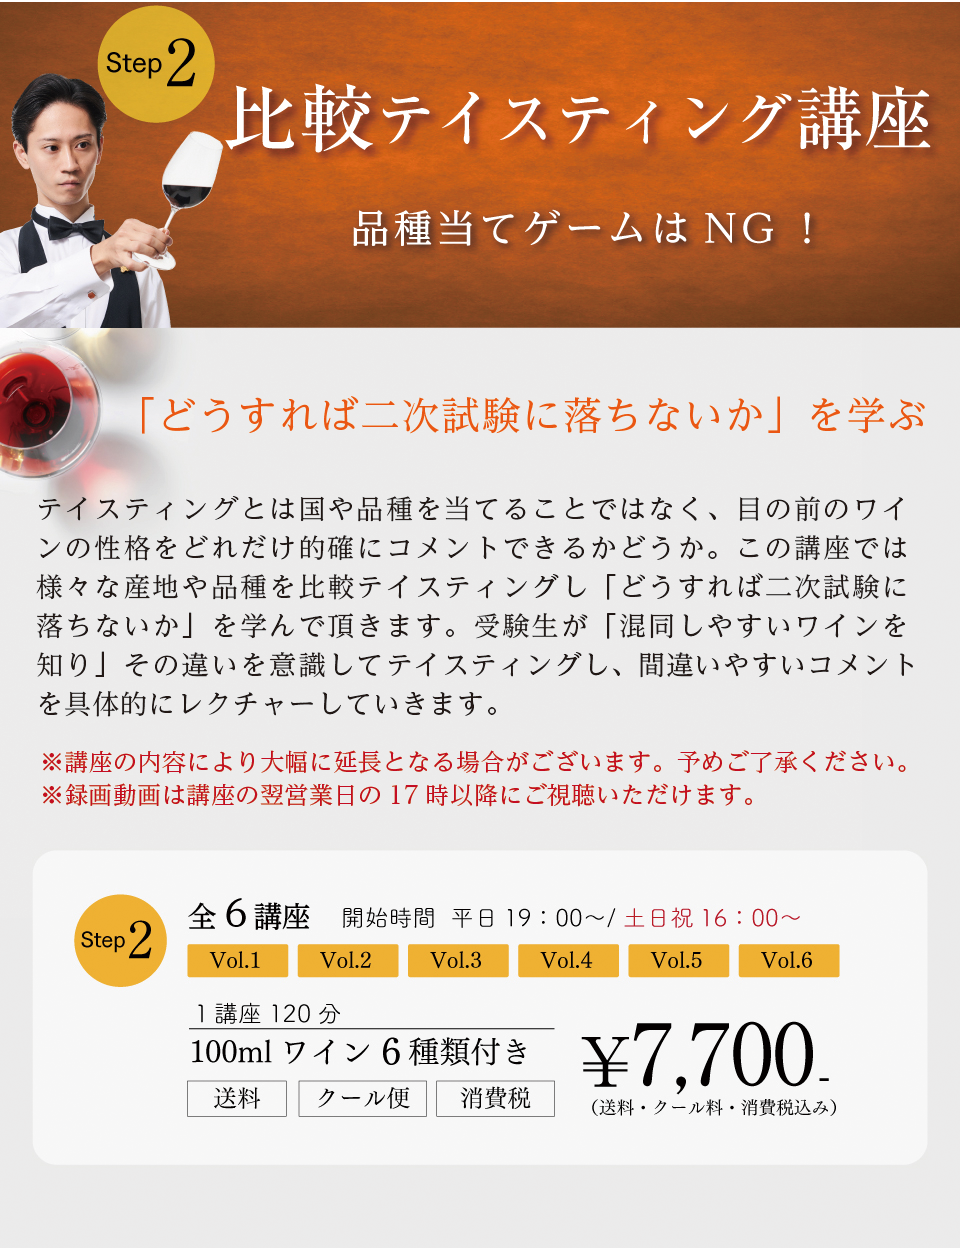 Step 2
比較テイスティング講座
品種当てゲームは NG ！
「どうすれば二次試験に落ちないか」を学ぶ
テイスティングとは国や品種を当てることではなく、目の前のワイ
ンの性格をどれだけ的確にコメントできるかどうか。この講座では
様々な産地や品種を比較テイスティングし「どうすれば二次試験に
落ちないか」を学んで頂きます。受験生が「混同しやすいワインを
知り」その違いを意識してテイスティングし、間違いやすいコメント
を具体的にレクチャーしていきます。
※講座の内容により大幅に延長となる場合がございます。予めご了承ください。
※録画動画は講座の翌営業日の 17 時以降にご視聴いただけます。
Step 2
全 6 講座 開始時間 平日 19：00～/ 土日祝 16：00～
Vol.1 Vol.2 Vol.3 Vol.4 Vol.5 Vol.6
1 講座 120 分
100ml ワイン 6 種類付き
送料 クール便 消費税
¥7,700-
（送料・クール料・消費税込み）